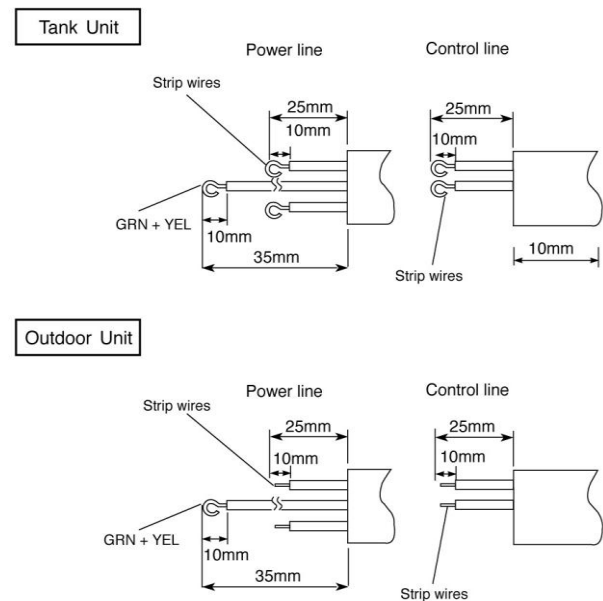 Tank Unit
Power line
Control line
Strip wires
25mm
25mm
10mm
10mm
GRN + YEL
10mm
35mm
10mm
Strip wires
Outdoor Unit
Power line
Control line
Strip wires
25mm
25mm
10mm
10mm
GRN + YEL
10mm
35mm
Strip wires